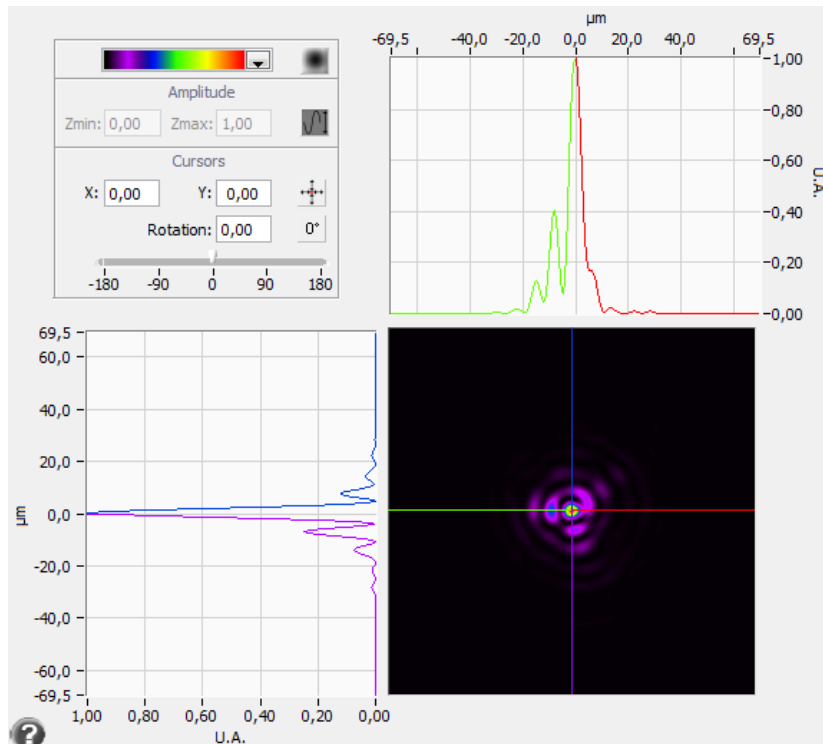 µm
-69,5 -40,0 -20,0 0,0 20,0 40,0 69,5
Amplitude
Zmin: 0,00 Zmax: 1,00
Cursors
X: 0,00 Y: 0,00
Rotation: 0,00 0°
-180 -90 0 90 180
1,00
0,80
0,60
0,40
0,20
0,00
U.A.
69,5
60,0
40,0
20,0
0,0
-20,0
-40,0
-60,0
-69,5
µm
1,00 0,80 0,60 0,40 0,20 0,00
U.A.
?